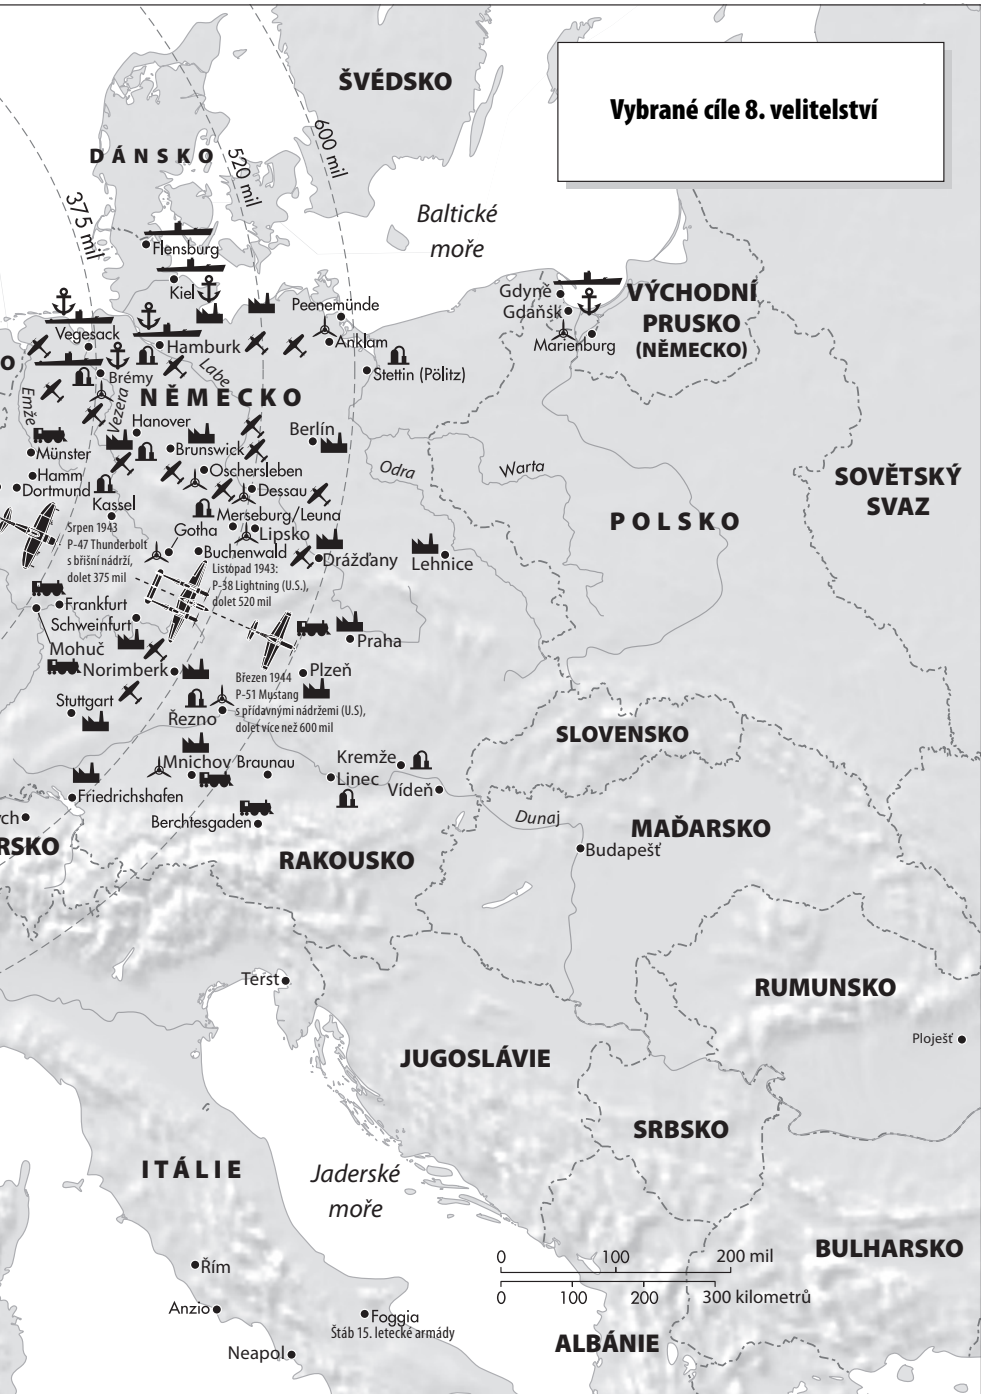 Vybrané cíle 8. velitelství
ŠVÉDSKO
DÁNSKO
600 mil
520 mil
375 mil
Baltické
moře
Flensburg
Kiel
Peenemünde
Anklam
Gdyně
Gdaňsk
Marienburg
VÝCHODNÍ
PRUSKO
(NĚMECKO)
Vegesack
Hamburk
Stettin (Pölitz)
O
Brémy
Labe
NĚMECKO
Emže
Vezera
Hanover
Berlín
Münster
Brunswick
Odra
Warta
SOVĚTSKÝ
SVAZ
Hamm
Oschersleben
Dortmund
Dessau
Kassel
Merseburg/Leuna
POLSKO
Srpen 1943
P-47 Thunderbolt
s břišní nádrží,
dolet 375 mil
Gotha
Lipsko
Buchenwald
Drážďany
Lehnice
Listopad 1943:
P-38 Lightning (U.S.),
dolet 520 mil
Frankfurt
Schweinfurt
Mohuč
Praha
Norimberk
Plzeň
Březen 1944
P-51 Mustang
s přídavnými nádržemi (U.S),
dolet více než 600 mil
Stuttgart
Řezno
SLOVENSKO
Mnichov
Braunau
Kremže
Linec
Vídeň
Friedrichshafen
ych
Berchtesgaden
Dunaj
MAĎARSKO
RSKO
RAKOUSKO
Budapešť
Terst
RUMUNSKO
Ploješť
JUGOSLÁVIE
SRBSKO
ITÁLIE
Jaderské
moře
BULHARSKO
0 100 200 mil
0 100 200 300 kilometrů
Řím
Anzio
Foggia
Štáb 15. letecké armády
ALBÁNIE
Neapol